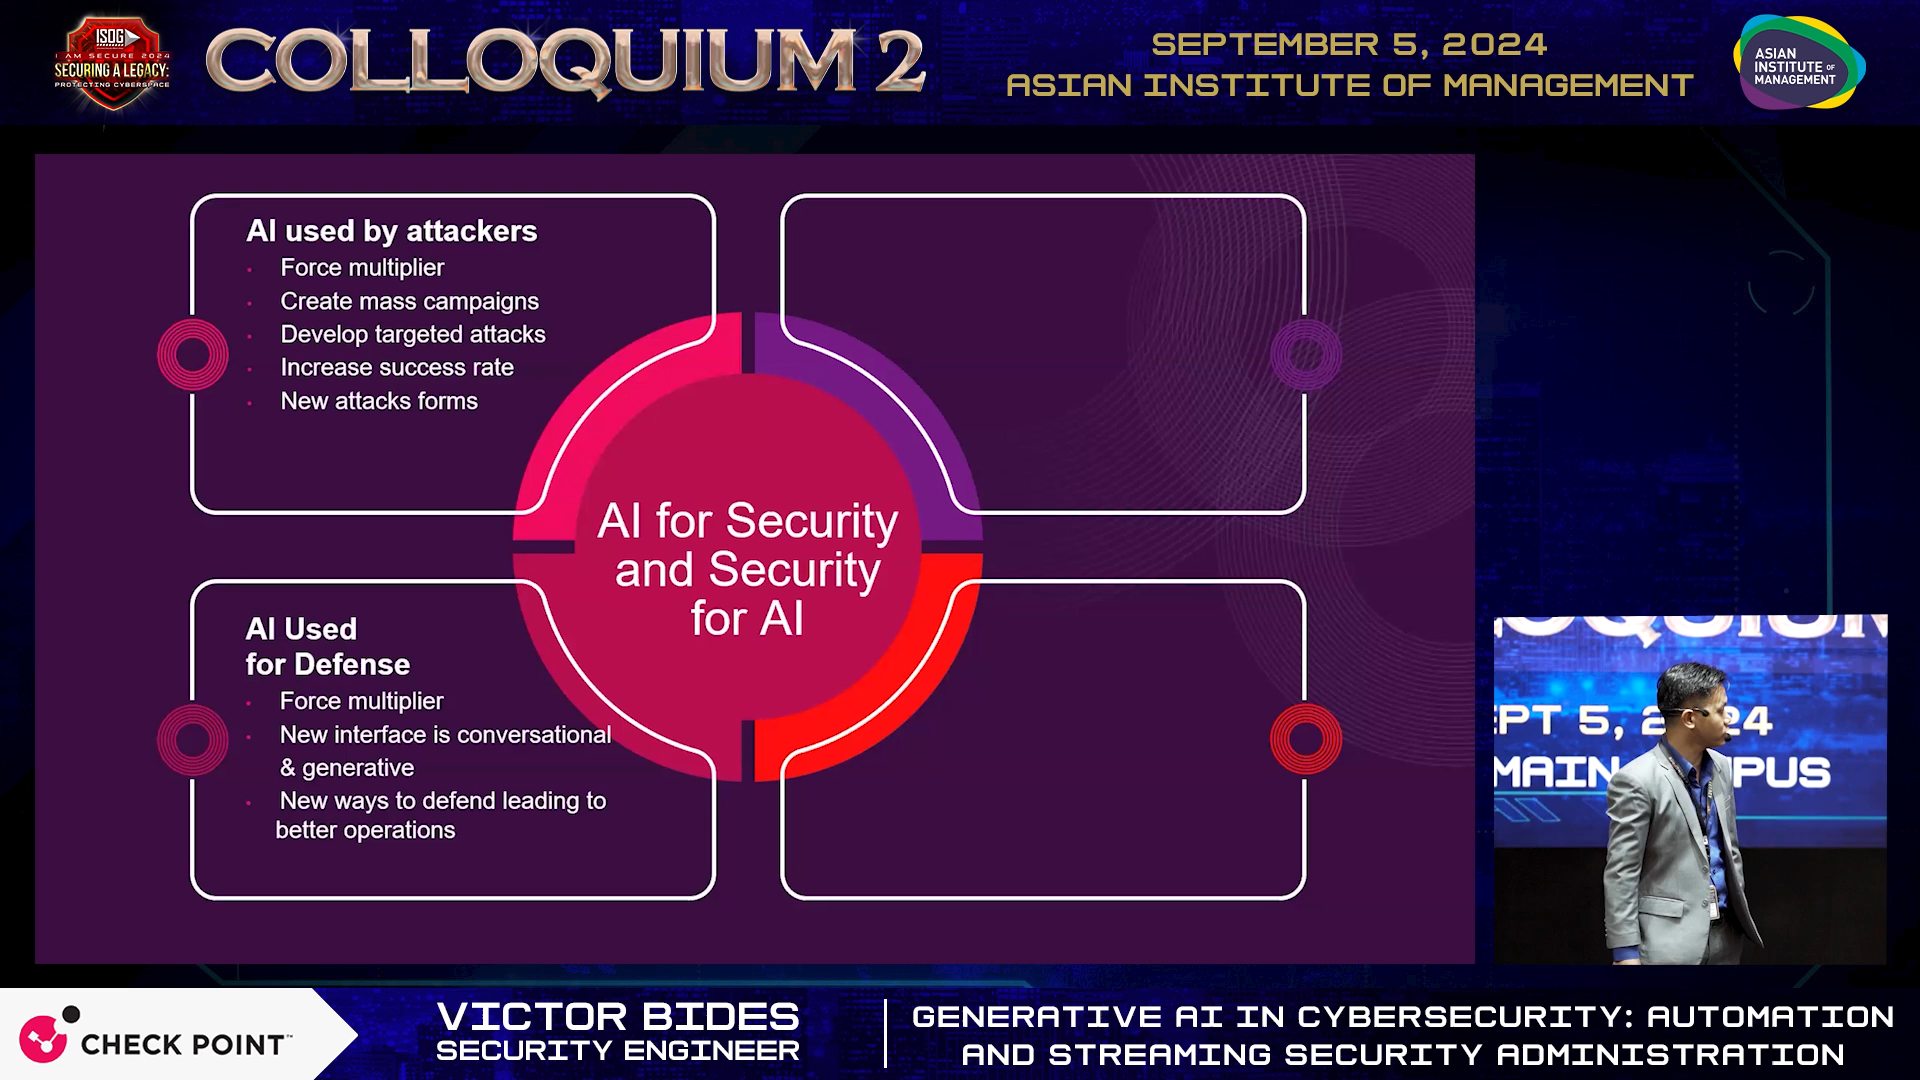 ISOG
I AM SECURE 2024
SECURING A LEGACY:
PROTECTING CYBERSPACE
COLLOQUIUM 2
SEPTEMBER 5, 2024
ASIAN INSTITUTE OF MANAGEMENT
ASIAN
INSTITUTE OF
MANAGEMENT
AI used by attackers
Force multiplier
Create mass campaigns
Develop targeted attacks
Increase success rate
New attacks forms
AI for Security
and Security
for AI
AI Used
for Defense
Force multiplier
New interface is conversational
& generative
New ways to defend leading to
better operations
CHECK POINT™
VICTOR BIDES
SECURITY ENGINEER
GENERATIVE AI IN CYBERSECURITY: AUTOMATION
AND STREAMING SECURITY ADMINISTRATION